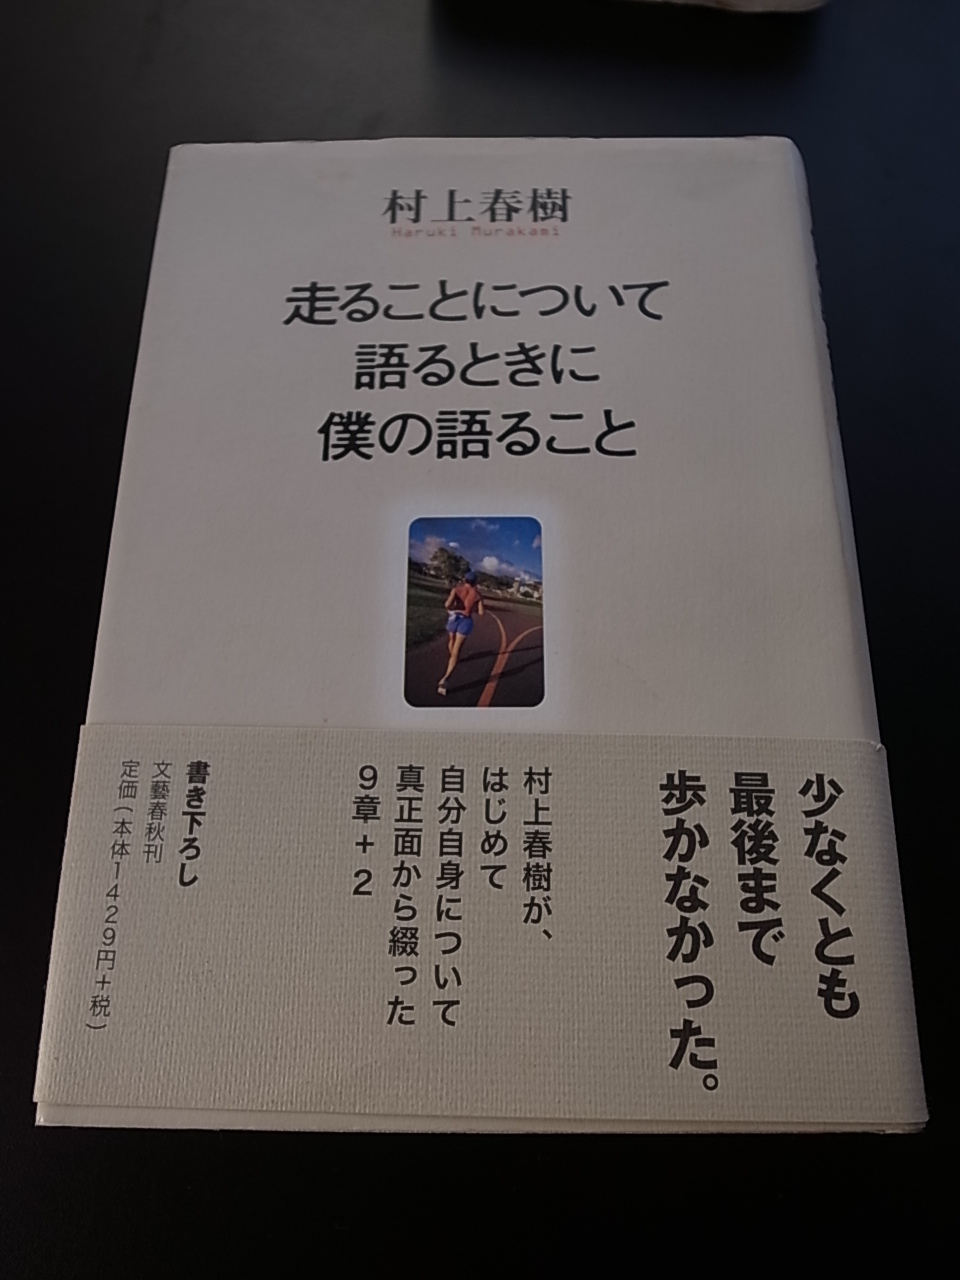 村上春樹
Haruki Murakami
走ることについて
語るときに
僕の語ること
少なくとも
最後まで
歩かなかった。
村上春樹が、
はじめて
自分自身について
真正面から綴った
9章+2
書き下ろし
文藝春秋刊
定価(本体1429円+税)